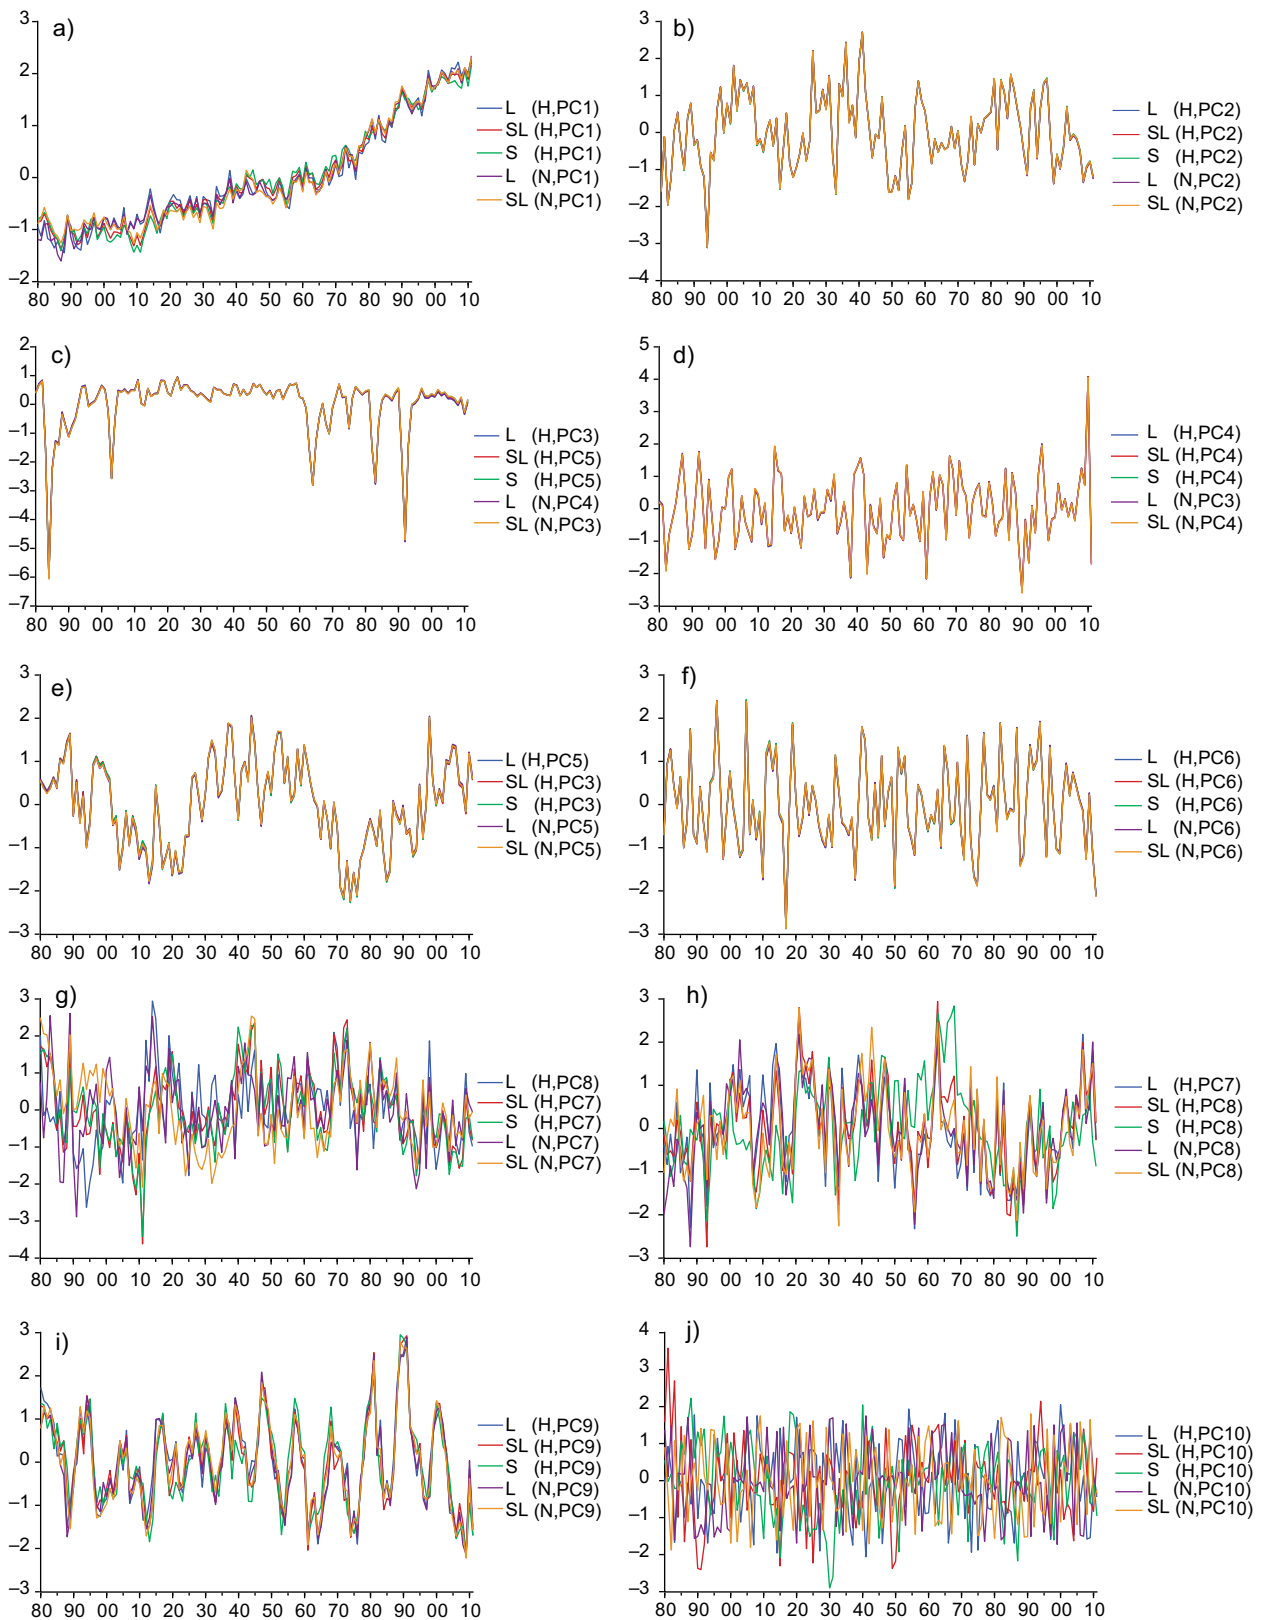 a)
3
2
1
0
–1
–2
80 90 00 10 20 30 40 50 60 70 80 90 00 10
L (H,PC1)
SL (H,PC1)
S (H,PC1)
L (N,PC1)
SL (N,PC1)
b)
3
2
1
0
–1
–2
–3
–4
80 90 00 10 20 30 40 50 60 70 80 90 00 10
L (H,PC2)
SL (H,PC2)
S (H,PC2)
L (N,PC2)
SL (N,PC2)
c)
2
1
0
–1
–2
–3
–4
–5
–6
–7
80 90 00 10 20 30 40 50 60 70 80 90 00 10
L (H,PC3)
SL (H,PC5)
S (H,PC5)
L (N,PC4)
SL (N,PC3)
d)
5
4
3
2
1
0
–1
–2
–3
80 90 00 10 20 30 40 50 60 70 80 90 00 10
L (H,PC4)
SL (H,PC4)
S (H,PC4)
L (N,PC3)
SL (N,PC4)
e)
3
2
1
0
–1
–2
–3
80 90 00 10 20 30 40 50 60 70 80 90 00 10
L (H,PC5)
SL (H,PC3)
S (H,PC3)
L (N,PC5)
SL (N,PC5)
f)
3
2
1
0
–1
–2
–3
80 90 00 10 20 30 40 50 60 70 80 90 00 10
L (H,PC6)
SL (H,PC6)
S (H,PC6)
L (N,PC6)
SL (N,PC6)
g)
3
2
1
0
–1
–2
–3
–4
80 90 00 10 20 30 40 50 60 70 80 90 00 10
L (H,PC8)
SL (H,PC7)
S (H,PC7)
L (N,PC7)
SL (N,PC7)
h)
3
2
1
0
–1
–2
–3
80 90 00 10 20 30 40 50 60 70 80 90 00 10
L (H,PC7)
SL (H,PC8)
S (H,PC8)
L (N,PC8)
SL (N,PC8)
i)
3
2
1
0
–1
–2
–3
80 90 00 10 20 30 40 50 60 70 80 90 00 10
L (H,PC9)
SL (H,PC9)
S (H,PC9)
L (N,PC9)
SL (N,PC9)
j)
4
3
2
1
0
–1
–2
–3
80 90 00 10 20 30 40 50 60 70 80 90 00 10
L (H,PC10)
SL (H,PC10)
S (H,PC10)
L (N,PC10)
SL (N,PC10)